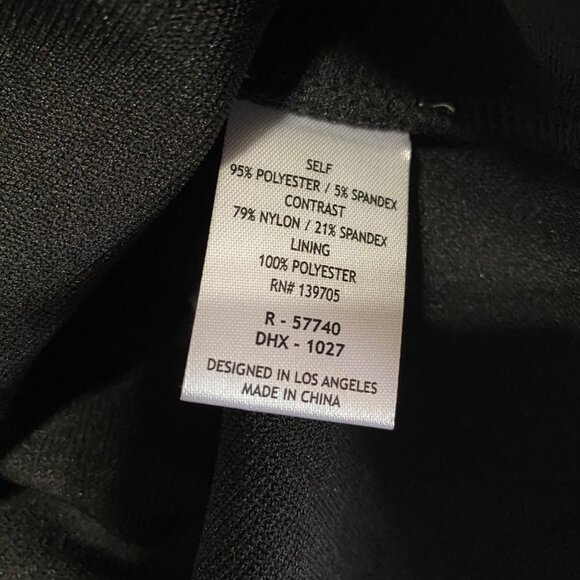 SELF
95% POLYESTER / 5% SPANDEX
CONTRAST
79% NYLON / 21% SPANDEX
LINING
100% POLYESTER
RN# 139705
R - 57740
DHX - 1027
DESIGNED IN LOS ANGELES
MADE IN CHINA